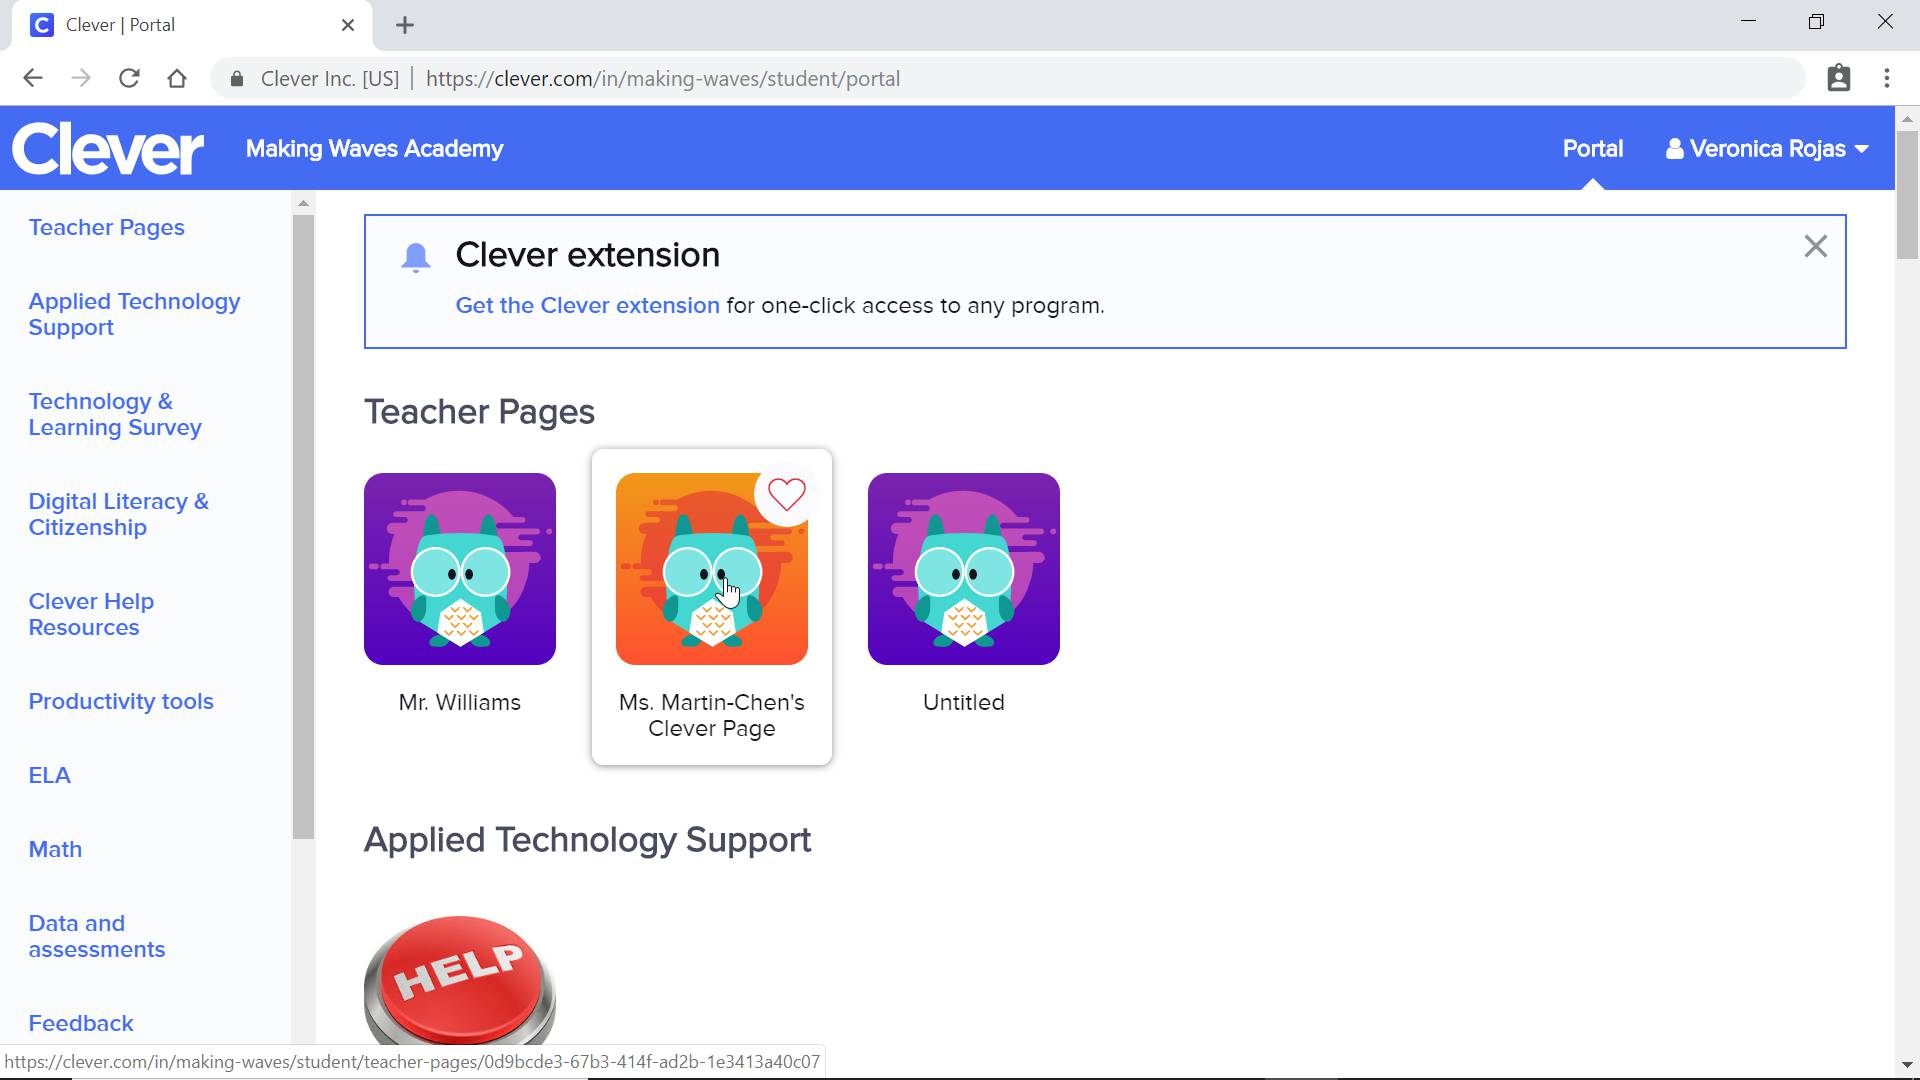 Clever | Portal
Clever Inc. [US] | https://clever.com/in/making-waves/student/portal
Clever
Making Waves Academy
Portal
Veronica Rojas
Teacher Pages
Applied Technology
Support
Technology &
Learning Survey
Digital Literacy &
Citizenship
Clever Help
Resources
Productivity tools
ELA
Math
Data and
assessments
Feedback
Clever extension
Get the Clever extension for one-click access to any program.
Teacher Pages
Mr. Williams
Ms. Martin-Chen's
Clever Page
Untitled
Applied Technology Support
HELP
https://clever.com/in/making-waves/student/teacher-pages/0d9bcde3-67b3-414f-ad2b-1e3413a40c07